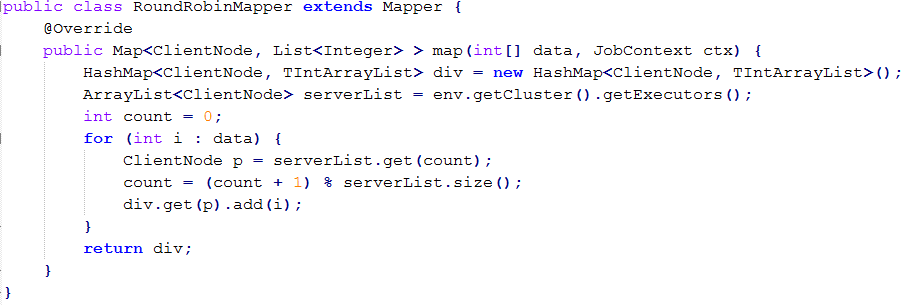 public class RoundRobinMapper extends Mapper {
    @Override
    public Map<ClientNode, List<Integer> > map(int[] data, JobContext ctx) {
        HashMap<ClientNode, TIntArrayList> div = new HashMap<ClientNode, TIntArrayList>();
        ArrayList<ClientNode> serverList = env.getCluster().getExecutors();
        int count = 0;
        for (int i : data) {
            ClientNode p = serverList.get(count);
            count = (count + 1) % serverList.size();
            div.get(p).add(i);
        }
        return div;
    }
}